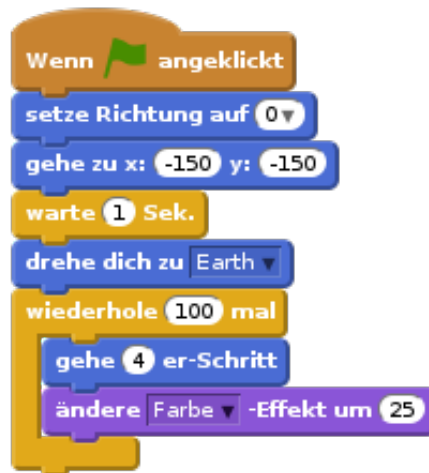 Wenn angeklickt
setze Richtung auf 0
gehe zu x: -150 y: -150
warte 1 Sek.
drehe dich zu Earth
wiederhole 100 mal
gehe 4 er-Schritt
ändere Farbe -Effekt um 25